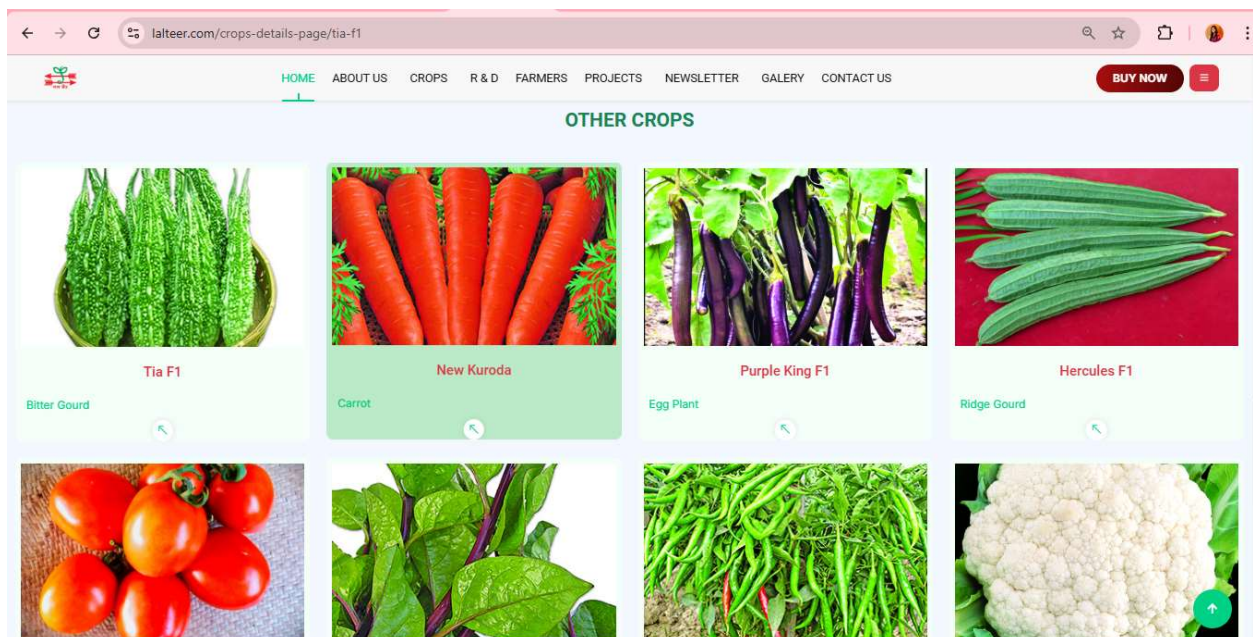 lalteer.com/crops-details-page/tia-f1
HOME ABOUT US CROPS R & D FARMERS PROJECTS NEWSLETTER GALERY CONTACT US BUY NOW
OTHER CROPS
Tia F1 New Kuroda Purple King F1 Hercules F1
Bitter Gourd Carrot Egg Plant Ridge Gourd